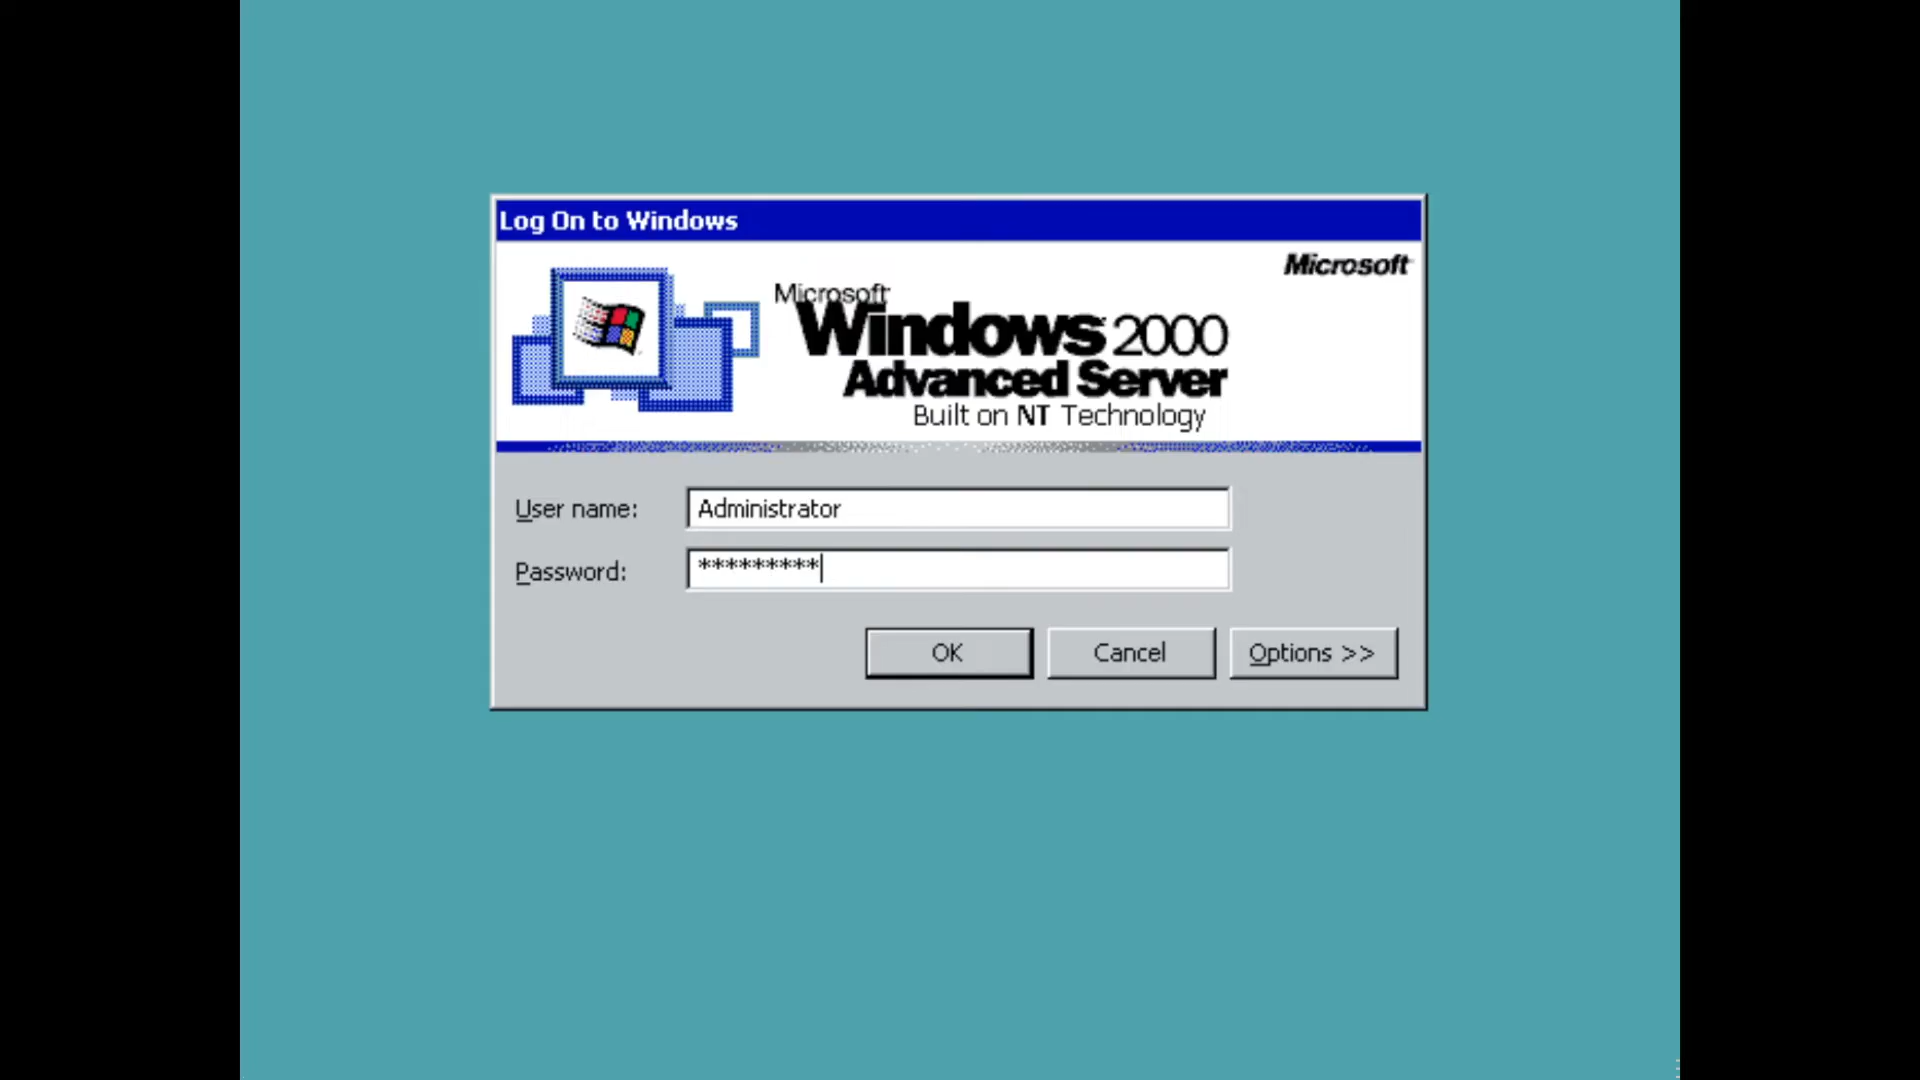 Log On to Windows
Microsoft
Microsoft
Windows 2000
Advanced Server
Built on NT Technology
User name: Administrator
Password: *********
OK Cancel Options >>